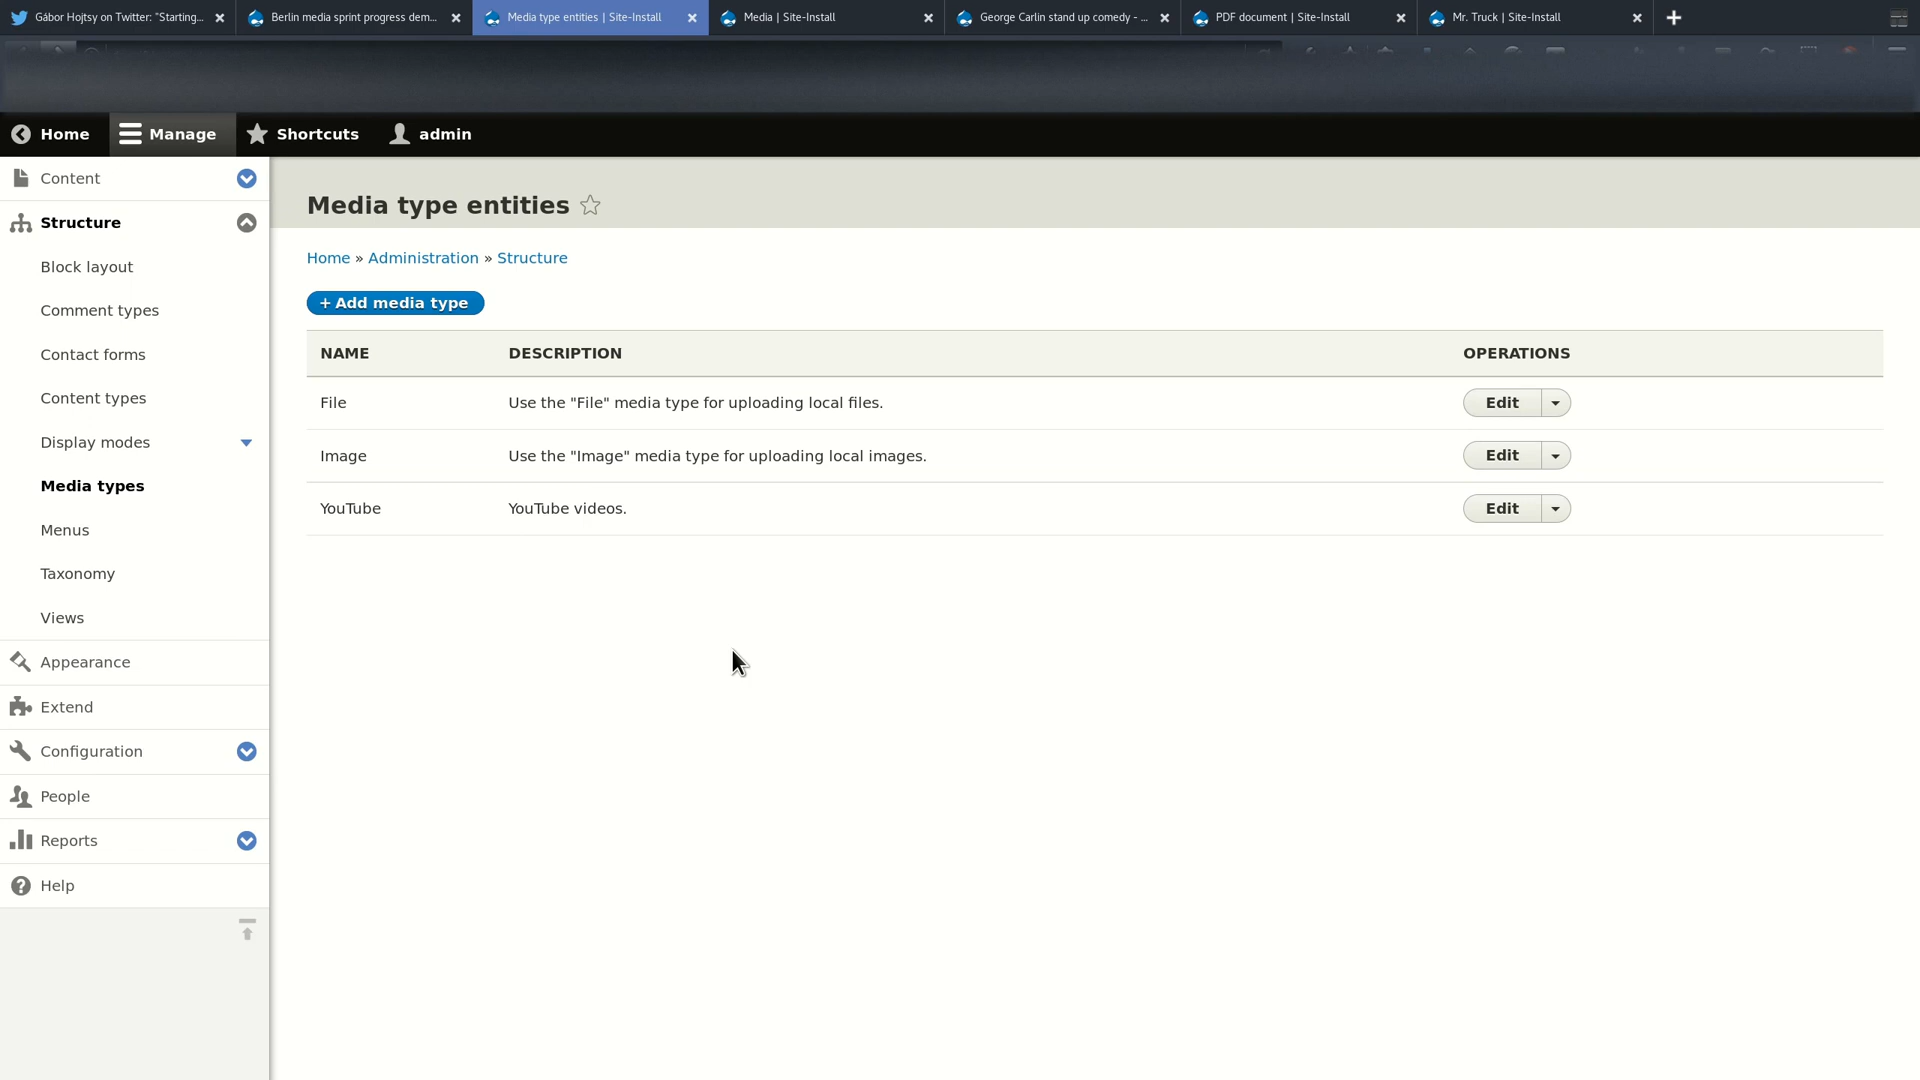 Gábor Hojtsy on Twitter: "Starting...
Berlin media sprint progress dem...
Media type entities | Site-Install
Media | Site-Install
George Carlin stand up comedy - ...
PDF document | Site-Install
Mr. Truck | Site-Install
Home
Manage
Shortcuts
admin
Content
Structure
Block layout
Comment types
Contact forms
Content types
Display modes
Media types
Menus
Taxonomy
Views
Appearance
Extend
Configuration
People
Reports
Help
Media type entities
Home » Administration » Structure
+ Add media type
NAME DESCRIPTION OPERATIONS
File Use the "File" media type for uploading local files. Edit
Image Use the "Image" media type for uploading local images. Edit
YouTube YouTube videos. Edit